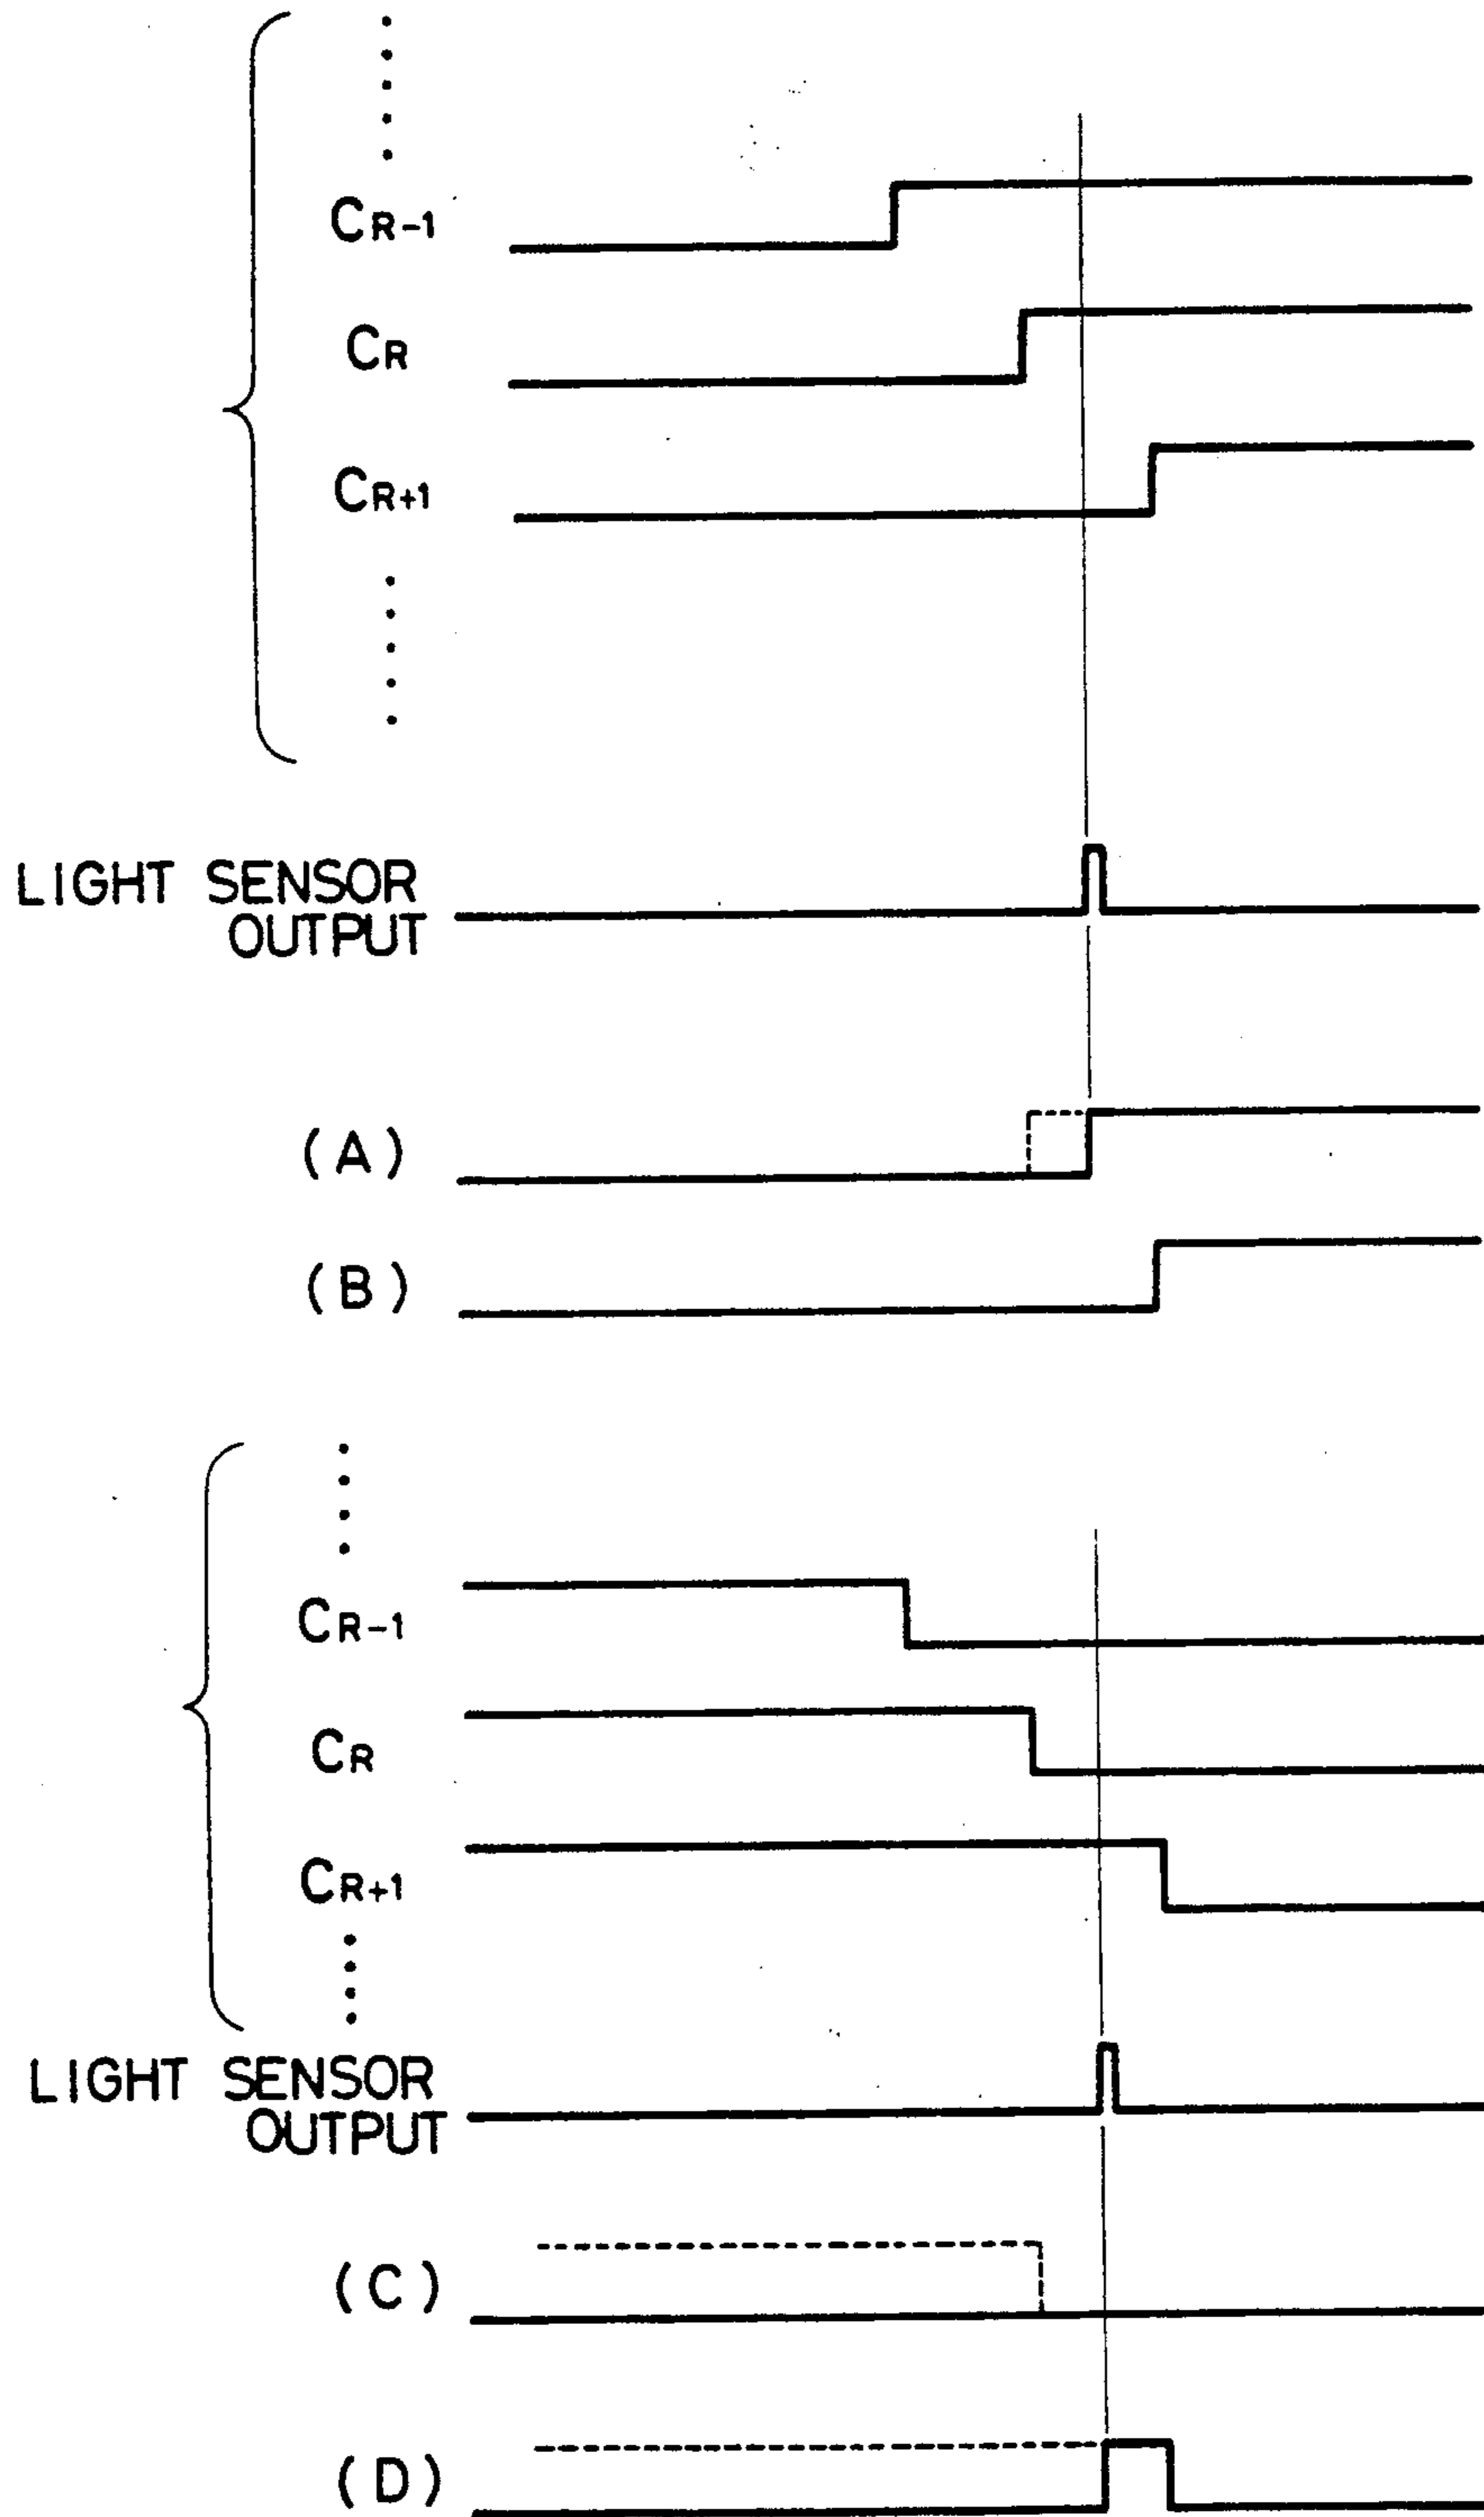 CR-1
CR
CR+1
LIGHT SENSOR
OUTPUT
(A)
(B)
CR-1
CR
CR+1
LIGHT SENSOR
OUTPUT
(C)
(D)